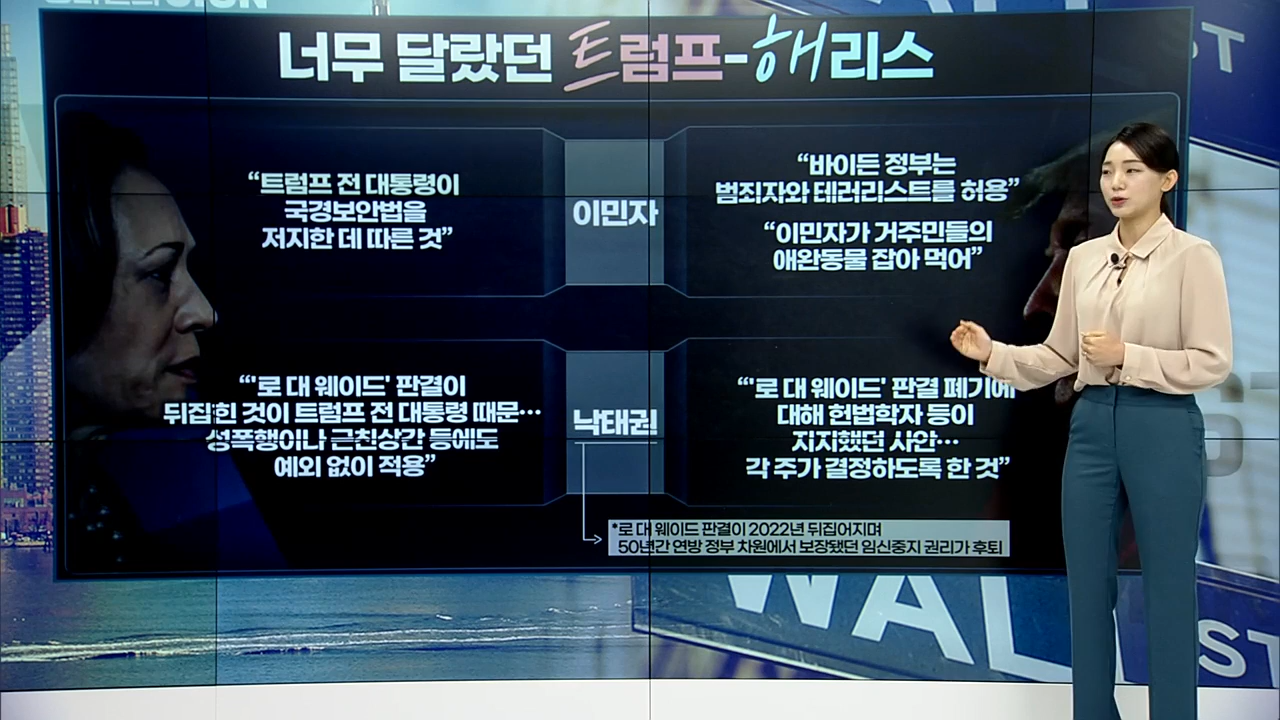 너무 달랐던 트럼프-해리스
“트럼프 전 대통령이
국경보안법을
저지한 데 따른 것”
이민자
“바이든 정부는
범죄자와 테러리스트를 허용”
“이민자가 거주민들의
애완동물 잡아 먹어”
“'로 대 웨이드' 판결이
뒤집힌 것이 트럼프 전 대통령 때문…
성폭행이나 근친상간 등에도
예외 없이 적용”
낙태권
“'로 대 웨이드' 판결 폐기에
대해 헌법학자 등이
지지했던 사안…
각 주가 결정하도록 한 것”
*로 대 웨이드 판결이 2022년 뒤집어지며
50년간 연방 정부 차원에서 보장됐던 임신중지 권리가 후퇴
ST
WALL
ST